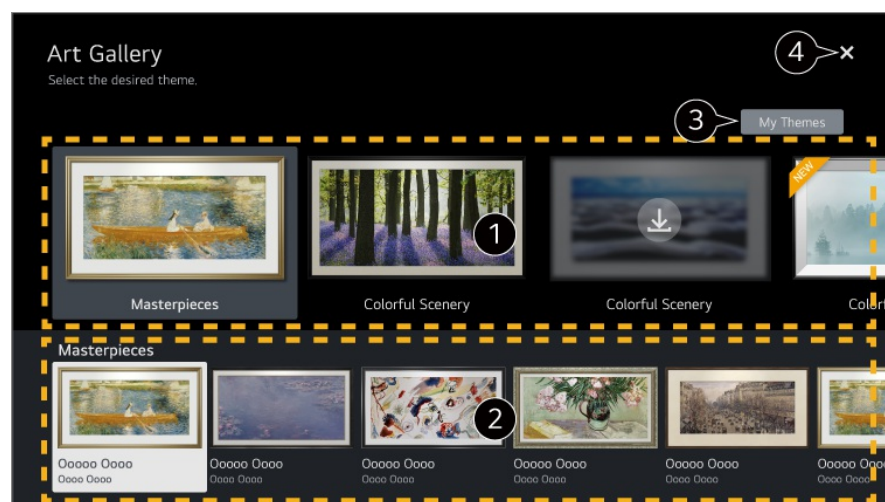 Art Gallery
Select the desired theme.
4
3
My Themes
NEW
1
Masterpieces
Colorful Scenery
Colorful Scenery
Masterpieces
2
Ooooo Oooo
Ooooo Oooo
Ooooo Oooo
Ooooo Oooo
Ooooo Oooo
Oooo Oooo
Oooo Oooo
Oooo Oooo
Oooo Oooo
Oooo Oooo
Oooo Oooo